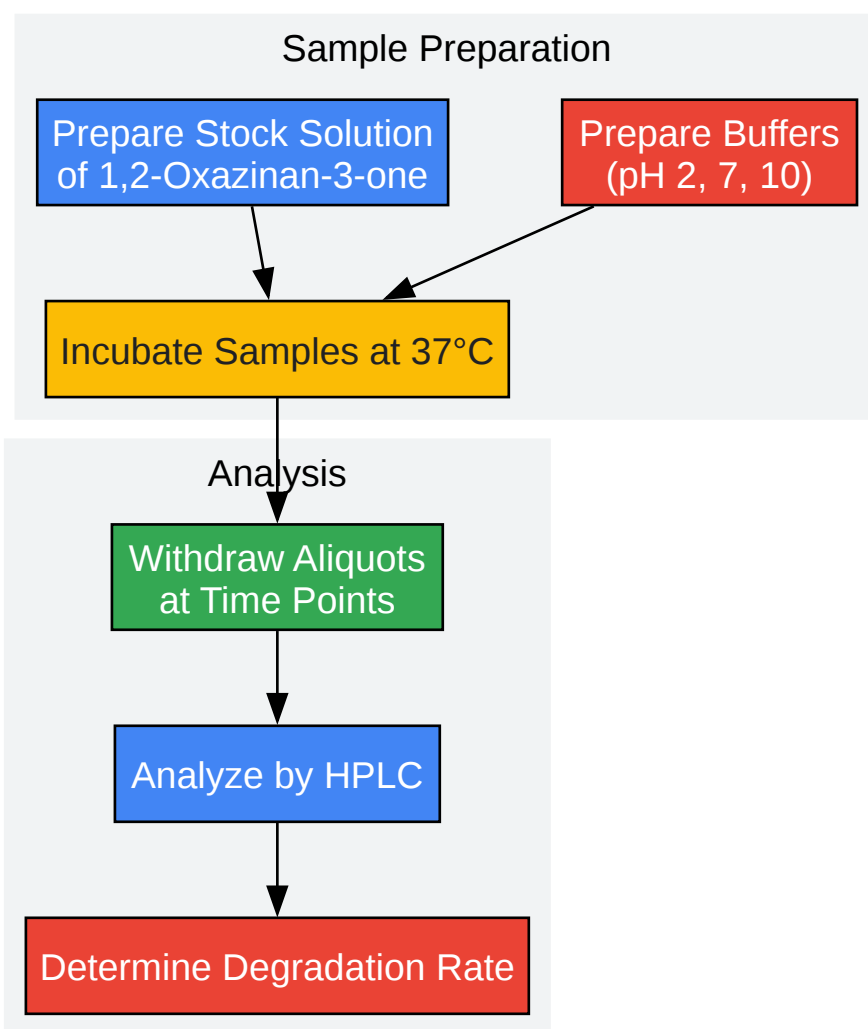 Sample Preparation
Prepare Stock Solution
of 1,2-Oxazinan-3-one
Prepare Buffers
(pH 2, 7, 10)
Incubate Samples at 37°C
Analysis
Withdraw Aliquots
at Time Points
Analyze by HPLC
Determine Degradation Rate